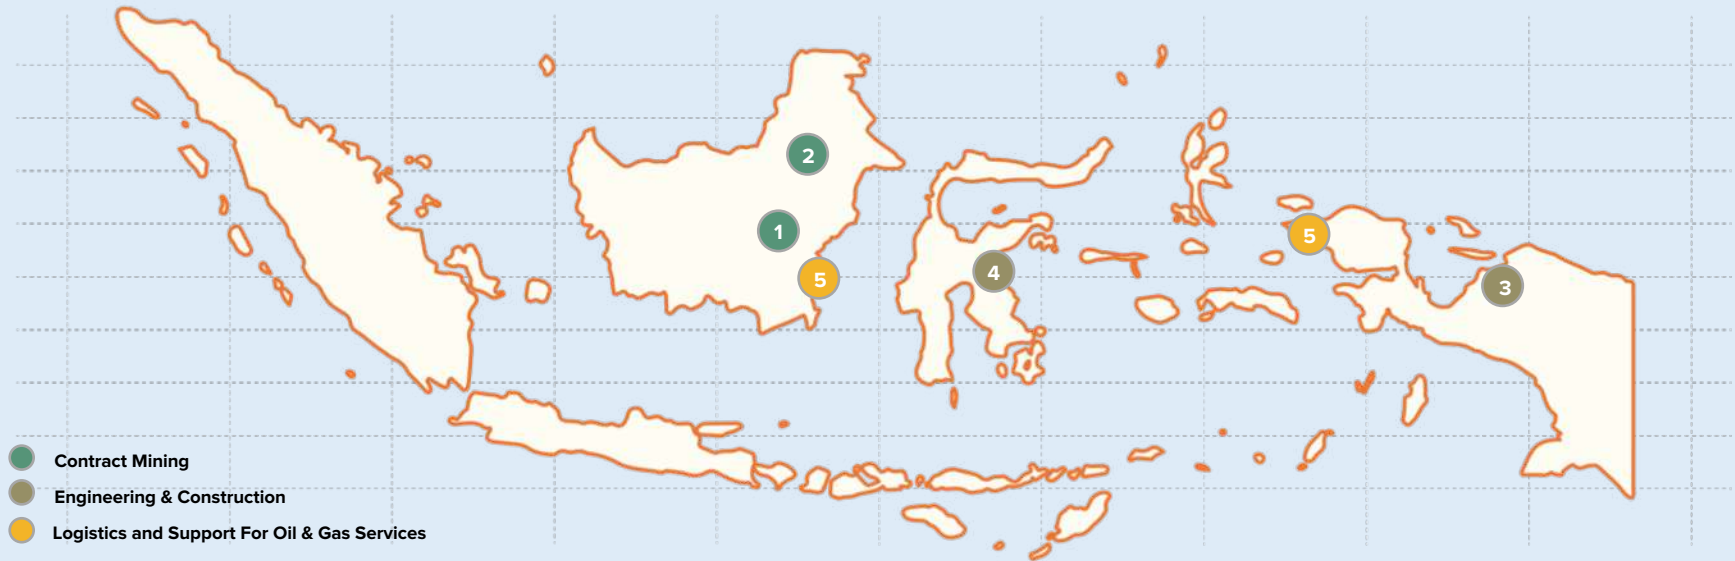 2
1
5
4
5
3
Contract Mining
Engineering & Construction
Logistics and Support For Oil & Gas Services